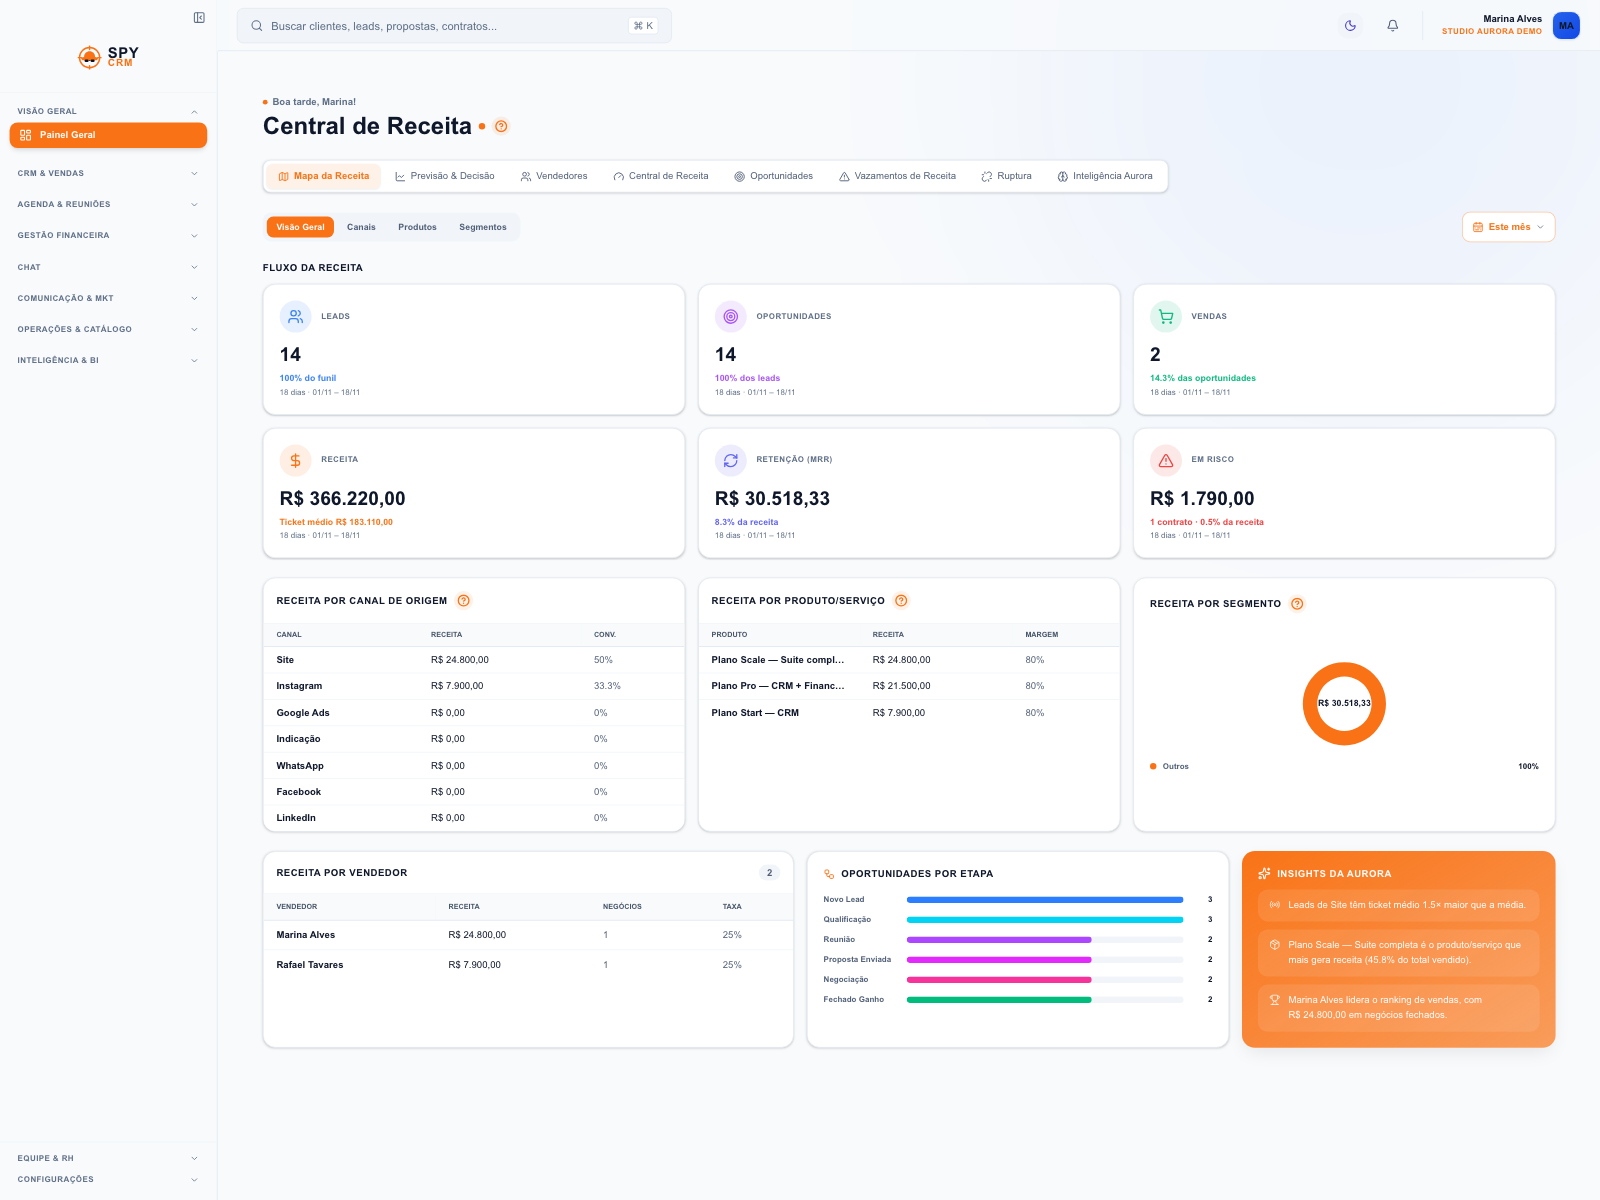 Buscar clientes, leads, propostas, contratos...
⌘ K
Marina Alves
STUDIO AURORA DEMO
MA
SPY
CRM
VISÃO GERAL
Painel Geral
CRM & VENDAS
AGENDA & REUNIÕES
GESTÃO FINANCEIRA
CHAT
COMUNICAÇÃO & MKT
OPERAÇÕES & CATÁLOGO
INTELIGÊNCIA & BI
EQUIPE & RH
CONFIGURAÇÕES
Boa tarde, Marina!
Central de Receita
Mapa da Receita
Previsão & Decisão
Vendedores
Central de Receita
Oportunidades
Vazamentos de Receita
Ruptura
Inteligência Aurora
Visão Geral
Canais
Produtos
Segmentos
Este mês
FLUXO DA RECEITA
LEADS
14
100% do funil
18 dias · 01/11 – 18/11
OPORTUNIDADES
14
100% dos leads
18 dias · 01/11 – 18/11
VENDAS
2
14.3% das oportunidades
18 dias · 01/11 – 18/11
RECEITA
R$ 366.220,00
Ticket médio R$ 183.110,00
18 dias · 01/11 – 18/11
RETENÇÃO (MRR)
R$ 30.518,33
8.3% da receita
18 dias · 01/11 – 18/11
EM RISCO
R$ 1.790,00
1 contrato · 0.5% da receita
18 dias · 01/11 – 18/11
RECEITA POR CANAL DE ORIGEM
CANAL RECEITA CONV.
Site R$ 24.800,00 50%
Instagram R$ 7.900,00 33.3%
Google Ads R$ 0,00 0%
Indicação R$ 0,00 0%
WhatsApp R$ 0,00 0%
Facebook R$ 0,00 0%
LinkedIn R$ 0,00 0%
RECEITA POR PRODUTO/SERVIÇO
PRODUTO RECEITA MARGEM
Plano Scale — Suite compl... R$ 24.800,00 80%
Plano Pro — CRM + Financ... R$ 21.500,00 80%
Plano Start — CRM R$ 7.900,00 80%
RECEITA POR SEGMENTO
R$ 30.518,33
Outros 100%
RECEITA POR VENDEDOR 2
VENDEDOR RECEITA NEGÓCIOS TAXA
Marina Alves R$ 24.800,00 1 25%
Rafael Tavares R$ 7.900,00 1 25%
OPORTUNIDADES POR ETAPA
Novo Lead 3
Qualificação 3
Reunião 2
Proposta Enviada 2
Negociação 2
Fechado Ganho 2
INSIGHTS DA AURORA
Leads de Site têm ticket médio 1.5× maior que a média.
Plano Scale — Suite completa é o produto/serviço que
mais gera receita (45.8% do total vendido).
Marina Alves lidera o ranking de vendas, com
R$ 24.800,00 em negócios fechados.